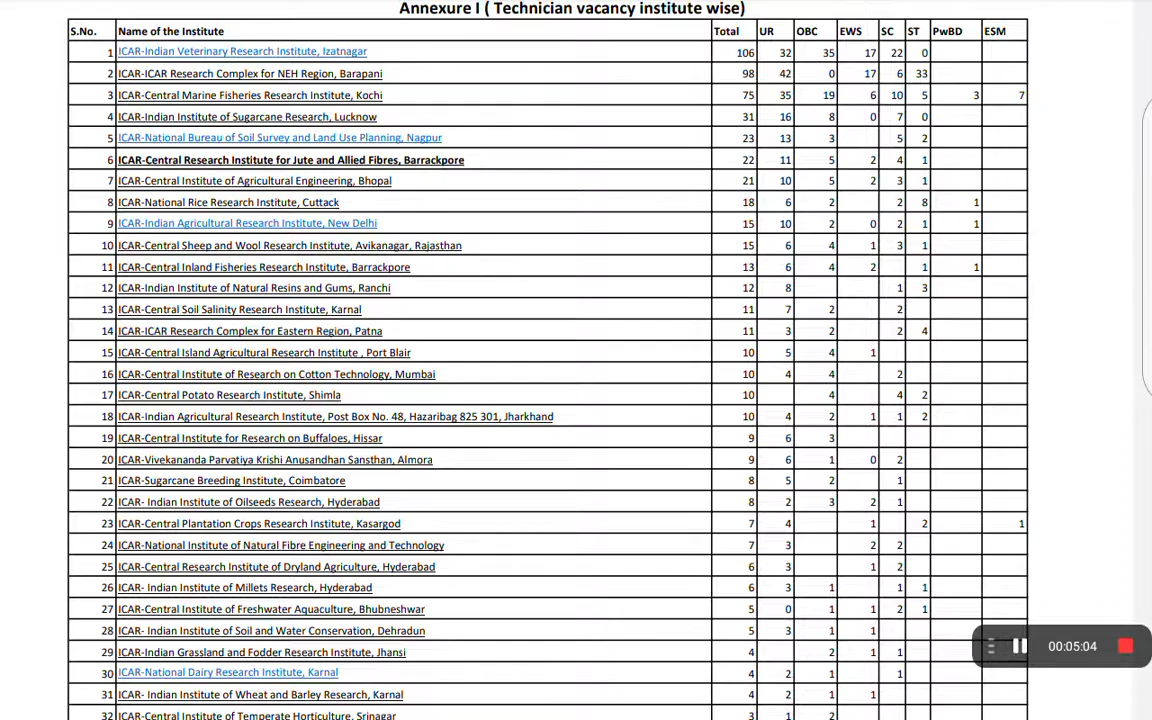 Annexure I ( Technician vacancy institute wise)
S.No. Name of the Institute Total UR OBC EWS SC ST PwBD ESM
1 ICAR-Indian Veterinary Research Institute, Izatnagar 106 32 35 17 22 0
2 ICAR-ICAR Research Complex for NEH Region, Barapani 98 42 0 17 6 33
3 ICAR-Central Marine Fisheries Research Institute, Kochi 75 35 19 6 10 5 3 7
4 ICAR-Indian Institute of Sugarcane Research, Lucknow 31 16 8 0 7 0
5 ICAR-National Bureau of Soil Survey and Land Use Planning, Nagpur 23 13 3 5 2
6 ICAR-Central Research Institute for Jute and Allied Fibres, Barrackpore 22 11 5 2 4 1
7 ICAR-Central Institute of Agricultural Engineering, Bhopal 21 10 5 2 3 1
8 ICAR-National Rice Research Institute, Cuttack 18 6 2 2 8 1
9 ICAR-Indian Agricultural Research Institute, New Delhi 15 10 2 0 2 1 1
10 ICAR-Central Sheep and Wool Research Institute, Avikanagar, Rajasthan 15 6 4 1 3 1
11 ICAR-Central Inland Fisheries Research Institute, Barrackpore 13 6 4 2 1 1
12 ICAR-Indian Institute of Natural Resins and Gums, Ranchi 12 8 1 3
13 ICAR-Central Soil Salinity Research Institute, Karnal 11 7 2 2
14 ICAR-ICAR Research Complex for Eastern Region, Patna 11 3 2 2 4
15 ICAR-Central Island Agricultural Research Institute , Port Blair 10 5 4 1
16 ICAR-Central Institute of Research on Cotton Technology, Mumbai 10 4 4 2
17 ICAR-Central Potato Research Institute, Shimla 10 4 4 2
18 ICAR-Indian Agricultural Research Institute, Post Box No. 48, Hazaribag 825 301, Jharkhand 10 4 2 1 1 2
19 ICAR-Central Institute for Research on Buffaloes, Hissar 9 6 3
20 ICAR-Vivekananda Parvatiya Krishi Anusandhan Sansthan, Almora 9 6 1 0 2
21 ICAR-Sugarcane Breeding Institute, Coimbatore 8 5 2 1
22 ICAR- Indian Institute of Oilseeds Research, Hyderabad 8 2 3 2 1
23 ICAR-Central Plantation Crops Research Institute, Kasargod 7 4 1 2 1
24 ICAR-National Institute of Natural Fibre Engineering and Technology 7 3 2 2
25 ICAR-Central Research Institute of Dryland Agriculture, Hyderabad 6 3 1 2
26 ICAR- Indian Institute of Millets Research, Hyderabad 6 3 1 1 1
27 ICAR-Central Institute of Freshwater Aquaculture, Bhubneshwar 5 0 1 1 2 1
28 ICAR- Indian Institute of Soil and Water Conservation, Dehradun 5 3 1 1
29 ICAR-Indian Grassland and Fodder Research Institute, Jhansi 4 2 1 1
30 ICAR-National Dairy Research Institute, Karnal 4 2 1 1
31 ICAR- Indian Institute of Wheat and Barley Research, Karnal 4 2 1 1
32 ICAR-Central Institute of Temperate Horticulture, Srinagar 3 1 2
00:05:04